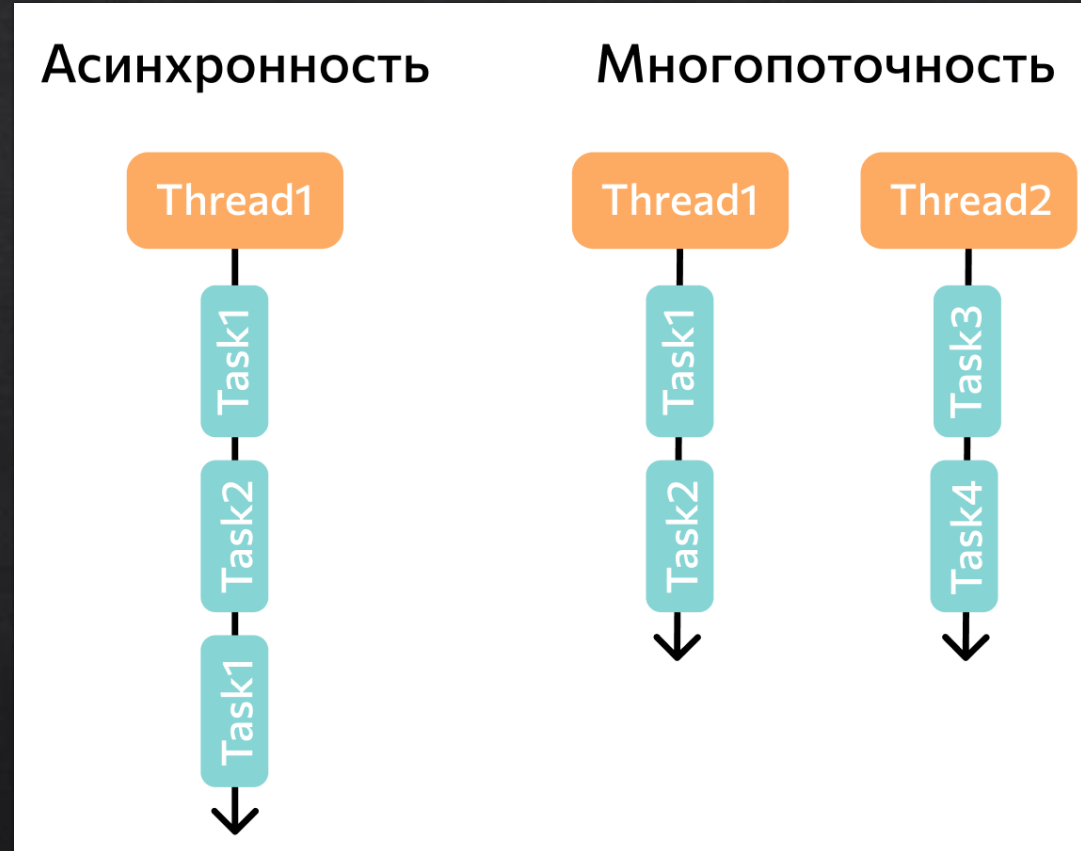 Асинхронность
Thread1
Task1
Task2
Task1
Многопоточность
Thread1
Task1
Task2
Thread2
Task3
Task4